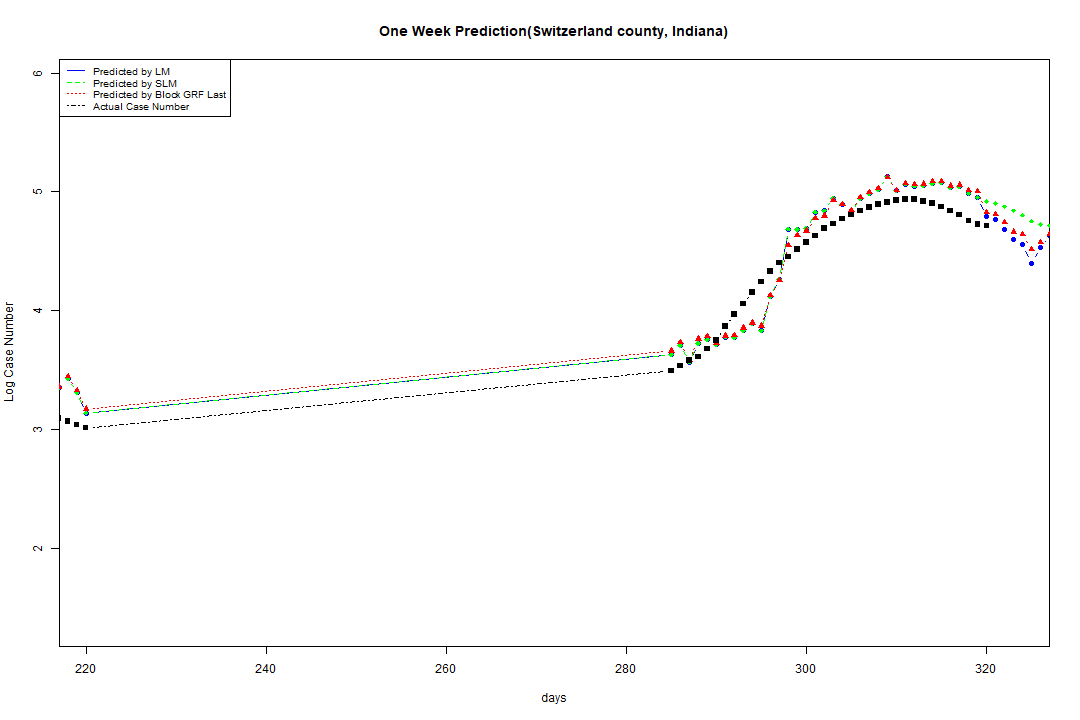 One Week Prediction(Switzerland county, Indiana)
Predicted by LM
Predicted by SLM
Predicted by Block GRF Last
Actual Case Number
6
5
4
3
2
Log Case Number
220 240 260 280 300 320
days